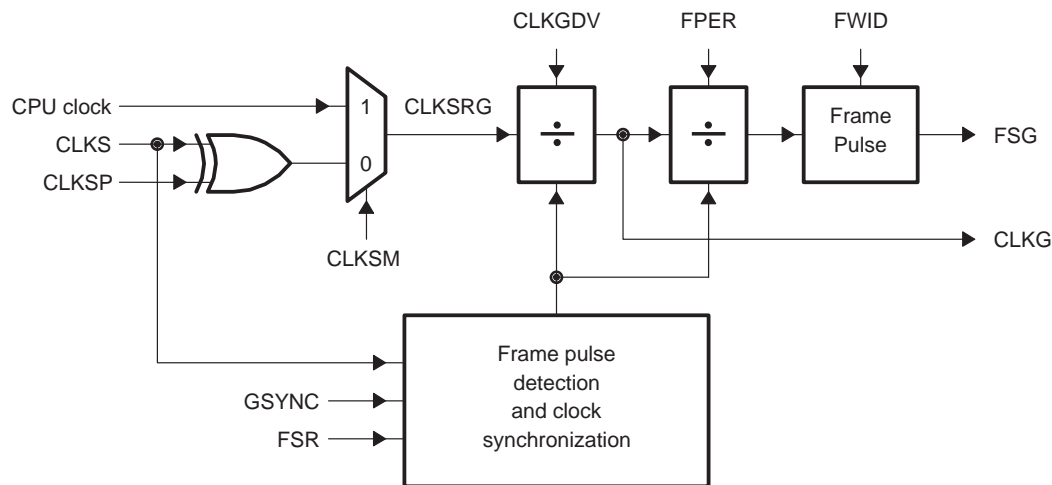 CLKGDV
FPER
FWID
CPU clock
1
CLKSRG
÷
÷
Frame
Pulse
FSG
CLKS
0
CLKSP
CLKG
CLKSM
Frame pulse
detection
and clock
synchronization
GSYNC
FSR